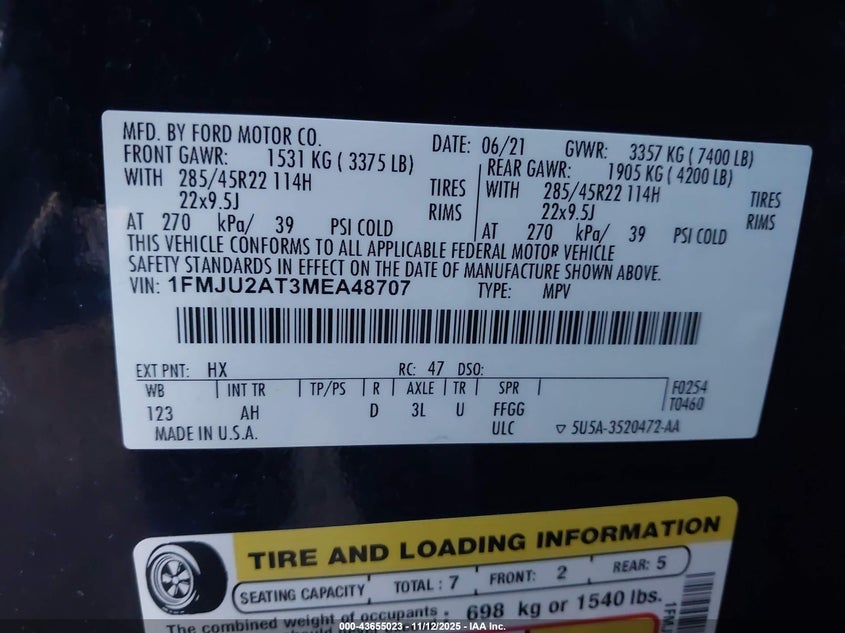 MFD. BY FORD MOTOR CO. DATE: 06/21 GVWR: 3357 KG ( 7400 LB)
FRONT GAWR: 1531 KG ( 3375 LB) REAR GAWR: 1905 KG ( 4200 LB)
WITH 285/45R22 114H TIRES WITH 285/45R22 114H TIRES
22x9.5J RIMS 22x9.5J RIMS
AT 270 kPa/ 39 PSI COLD AT 270 kPa/ 39 PSI COLD
THIS VEHICLE CONFORMS TO ALL APPLICABLE FEDERAL MOTOR VEHICLE
SAFETY STANDARDS IN EFFECT ON THE DATE OF MANUFACTURE SHOWN ABOVE.
VIN: 1FMJU2AT3MEA48707 TYPE: MPV
EXT PNT: HX RC: 47 DSO:
WB INT TR TP/PS R AXLE TR SPR F0254
123 AH D 3L U FFGG T0460
MADE IN U.S.A. ULC ▽ 5U5A-3520472-AA
TIRE AND LOADING INFORMATION
SEATING CAPACITY TOTAL : 7 FRONT: 2 REAR: 5
The combined weight of occupants 698 kg or 1540 lbs.
1FMJU
000-43655023 — 11/12/2025 — IAA Inc.